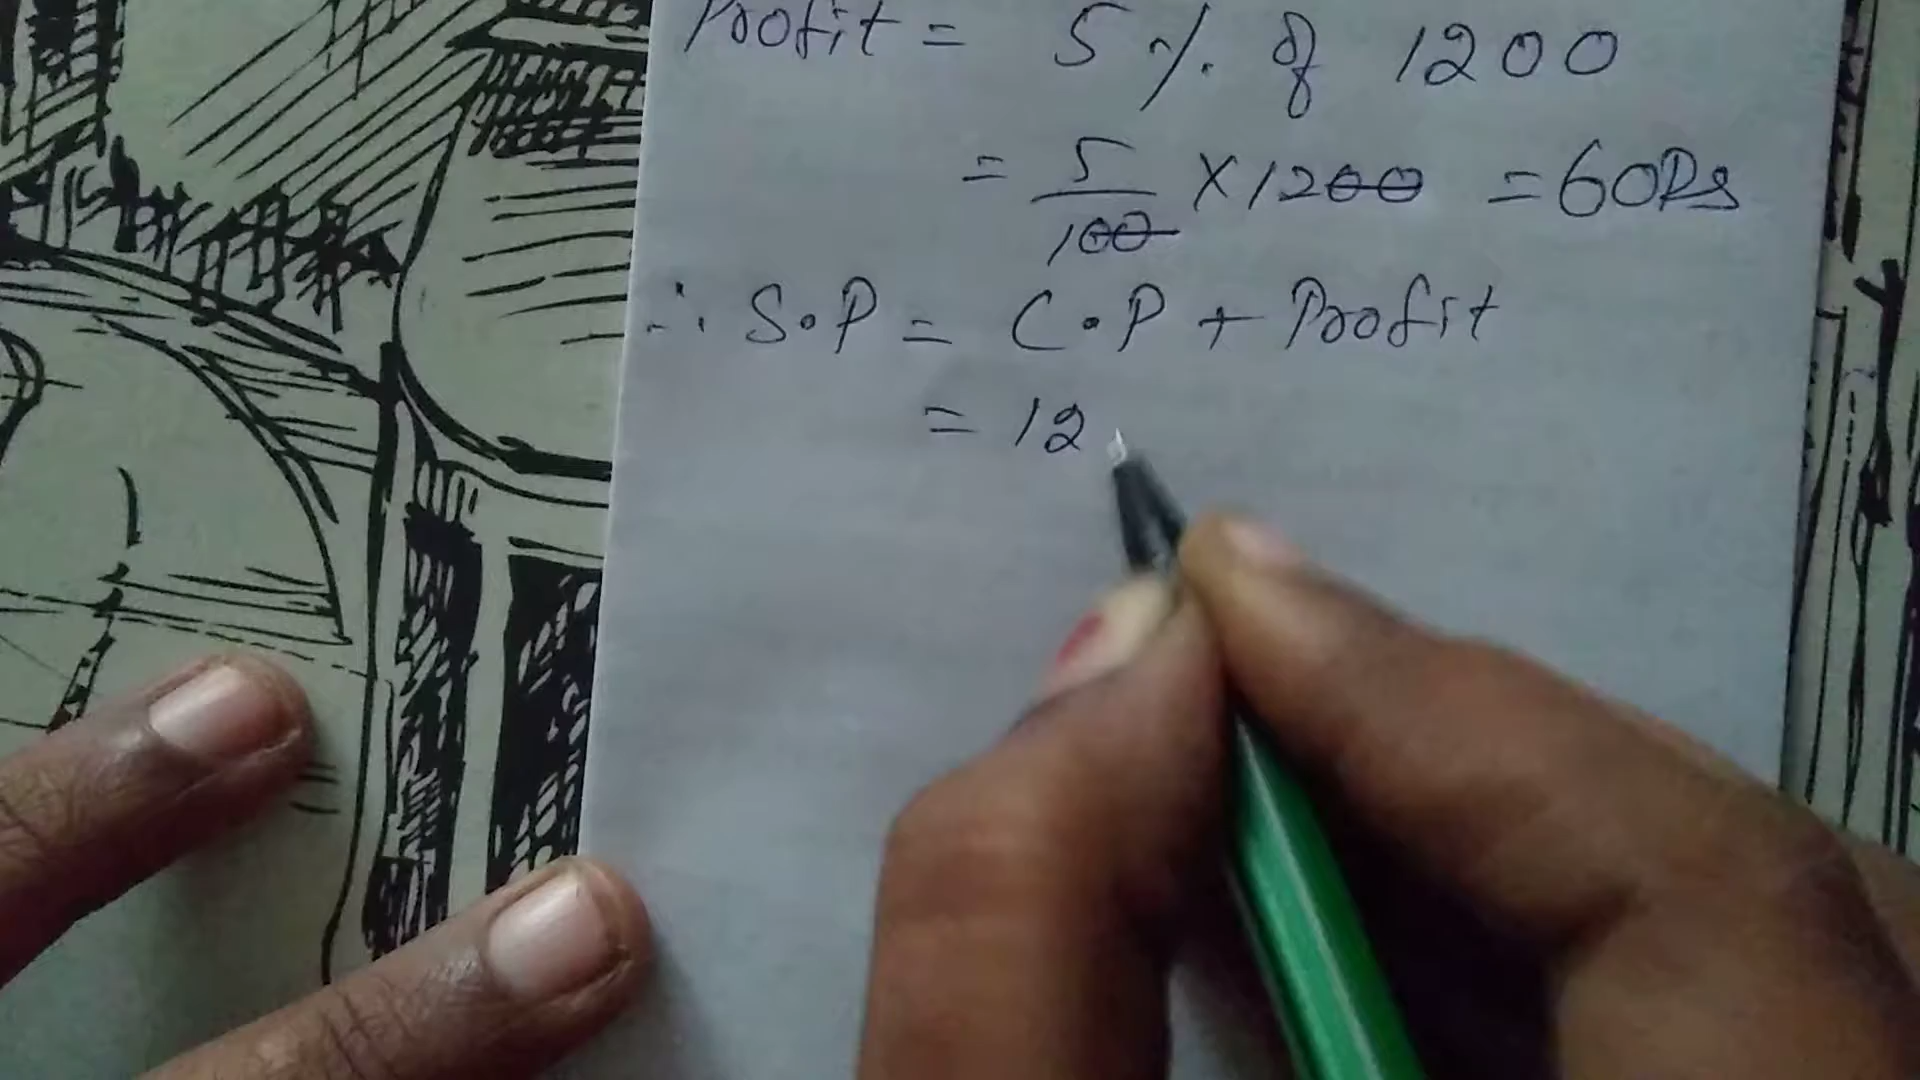 Profit = 5 % of 1200
= 5/100 × 1200 = 60Rs
∴ S.P = C.P + Profit
= 12